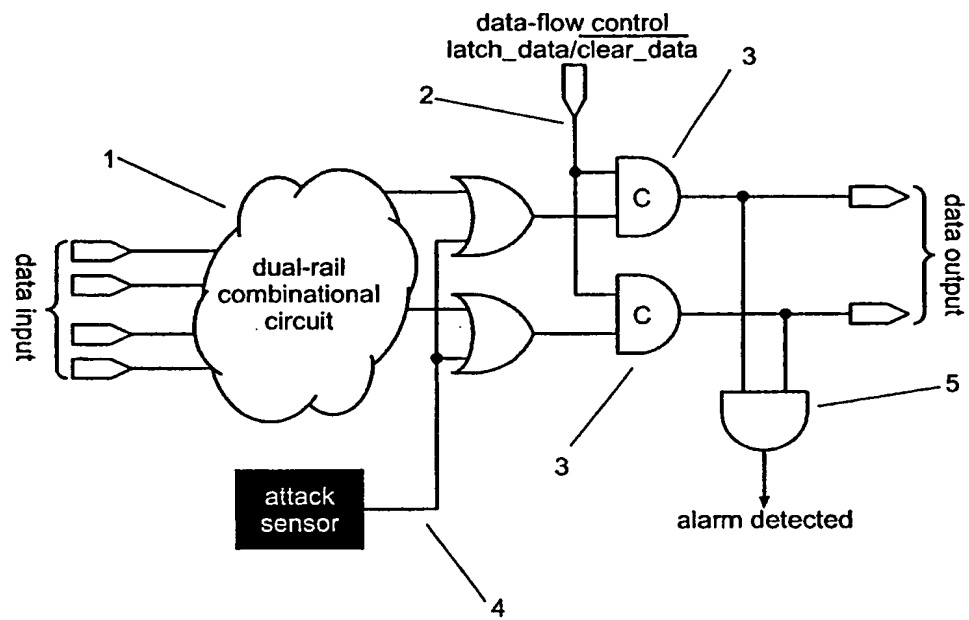 data-flow control
latch_data/clear_data
3
2
1
C
data input
dual-rail
combinational
circuit
data output
C
5
3
attack
sensor
alarm detected
4